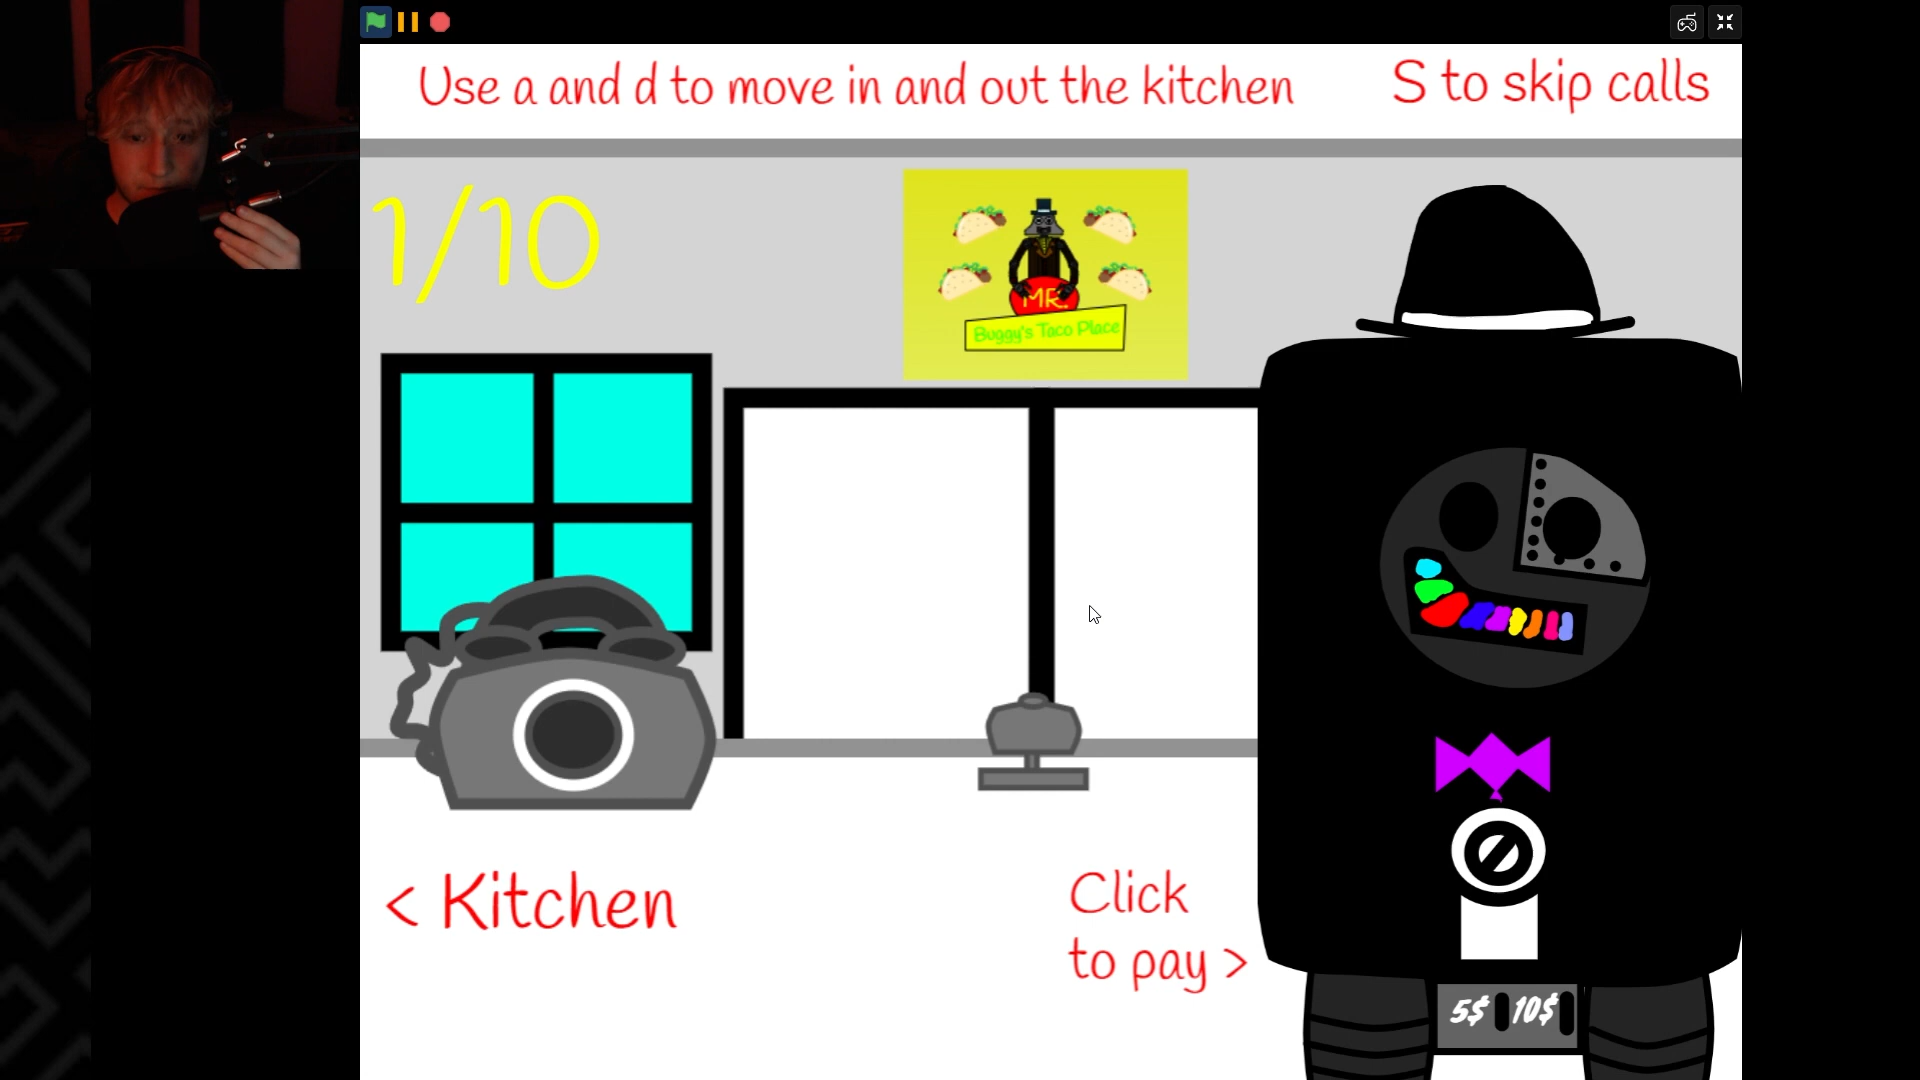 Use a and d to move in and out the kitchen
S to skip calls
1/10
MR.
Buggy's Taco Place
< Kitchen
Click
to pay >
5$ 10$